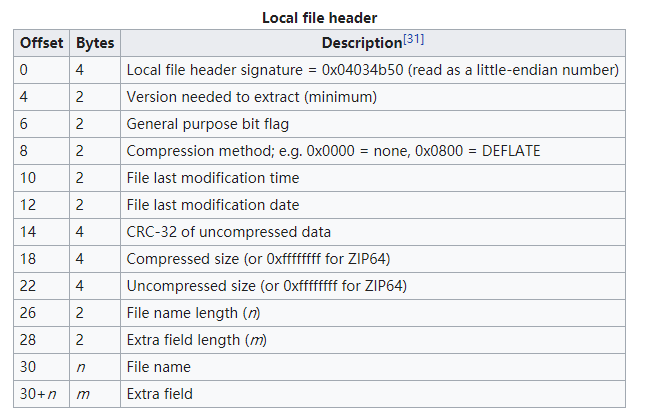 Local file header
Offset Bytes Description[31]
0 4 Local file header signature = 0x04034b50 (read as a little-endian number)
4 2 Version needed to extract (minimum)
6 2 General purpose bit flag
8 2 Compression method; e.g. 0x0000 = none, 0x0800 = DEFLATE
10 2 File last modification time
12 2 File last modification date
14 4 CRC-32 of uncompressed data
18 4 Compressed size (or 0xffffffff for ZIP64)
22 4 Uncompressed size (or 0xffffffff for ZIP64)
26 2 File name length (n)
28 2 Extra field length (m)
30 n File name
30+n m Extra field